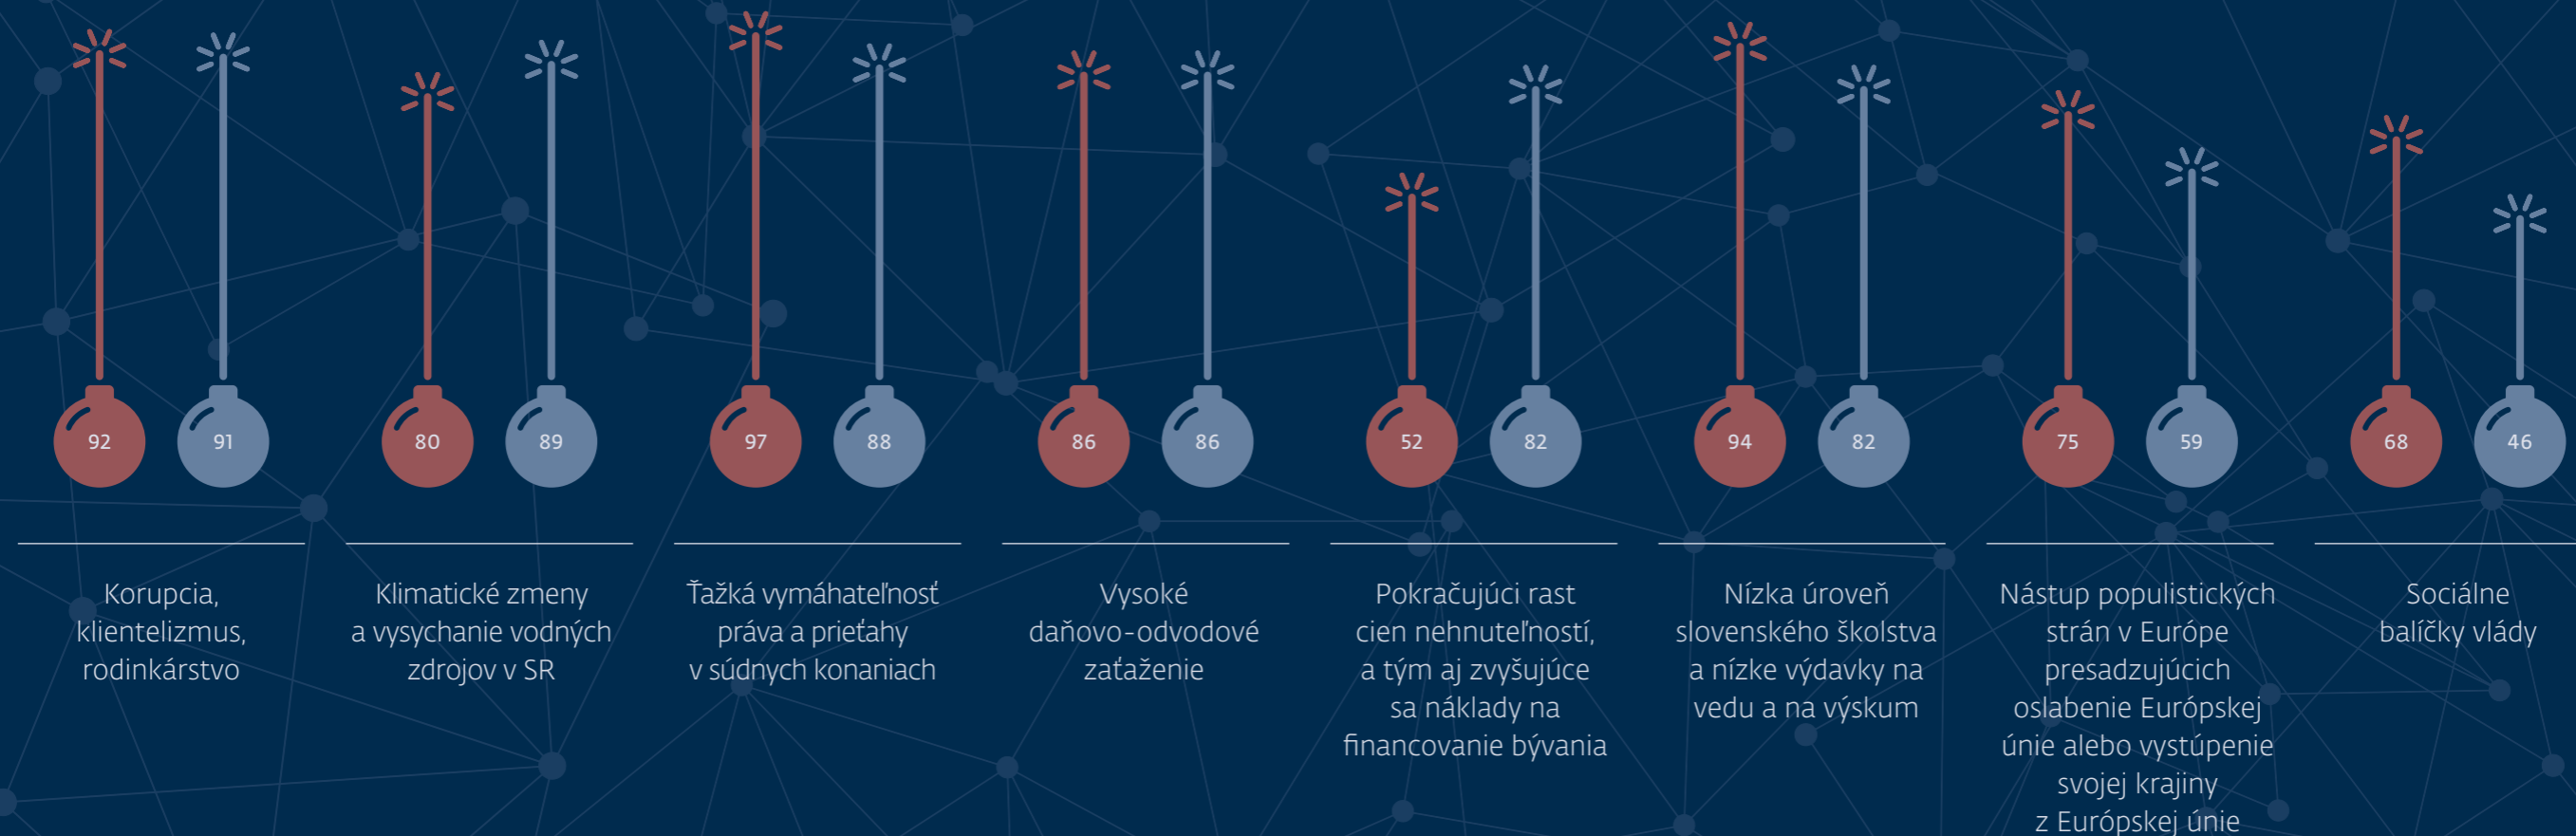 92
91
80
89
97
88
86
86
52
82
94
82
75
59
68
46
Korupcia,
klientelizmus,
rodinkárstvo
Klimatické zmeny
a vysychanie vodných
zdrojov v SR
Ťažká vymáhateľnosť
práva a prieťahy
v súdnych konaniach
Vysoké
daňovo-odvodové
zaťaženie
Pokračujúci rast
cien nehnuteľností,
a tým aj zvyšujúce
sa náklady na
financovanie bývania
Nízka úroveň
slovenského školstva
a nízke výdavky na
vedu a na výskum
Nástup populistických
strán v Európe
presadzujúcich
oslabenie Európskej
únie alebo vystúpenie
svojej krajiny
z Európskej únie
Sociálne
balíčky vlády